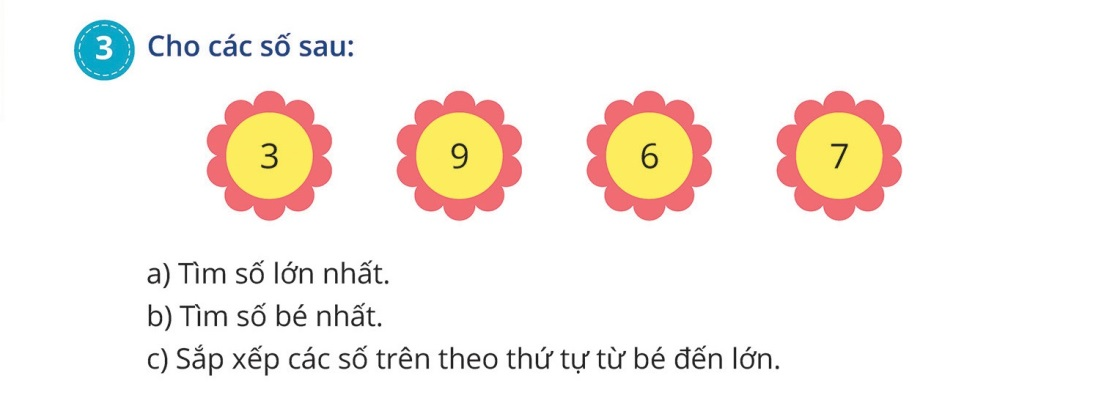 3 Cho các số sau:
3 9 6 7
a) Tìm số lớn nhất.
b) Tìm số bé nhất.
c) Sắp xếp các số trên theo thứ tự từ bé đến lớn.